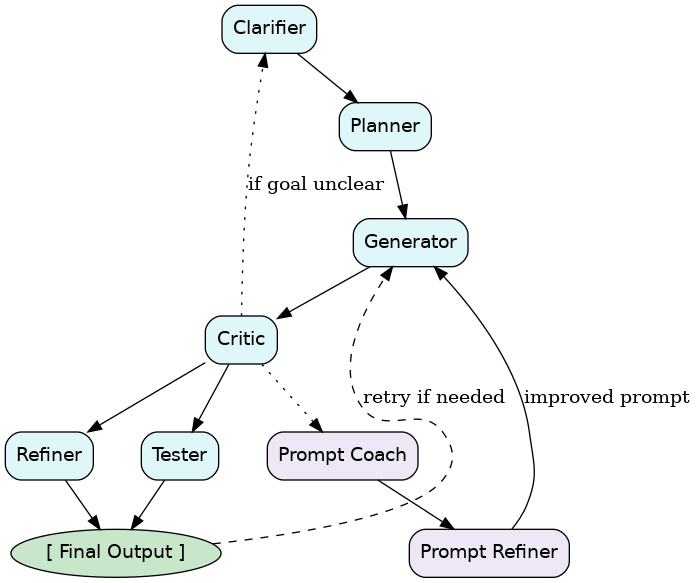 Clarifier
Planner
if goal unclear
Generator
Critic
retry if needed
improved prompt
Refiner
Tester
Prompt Coach
[ Final Output ]
Prompt Refiner